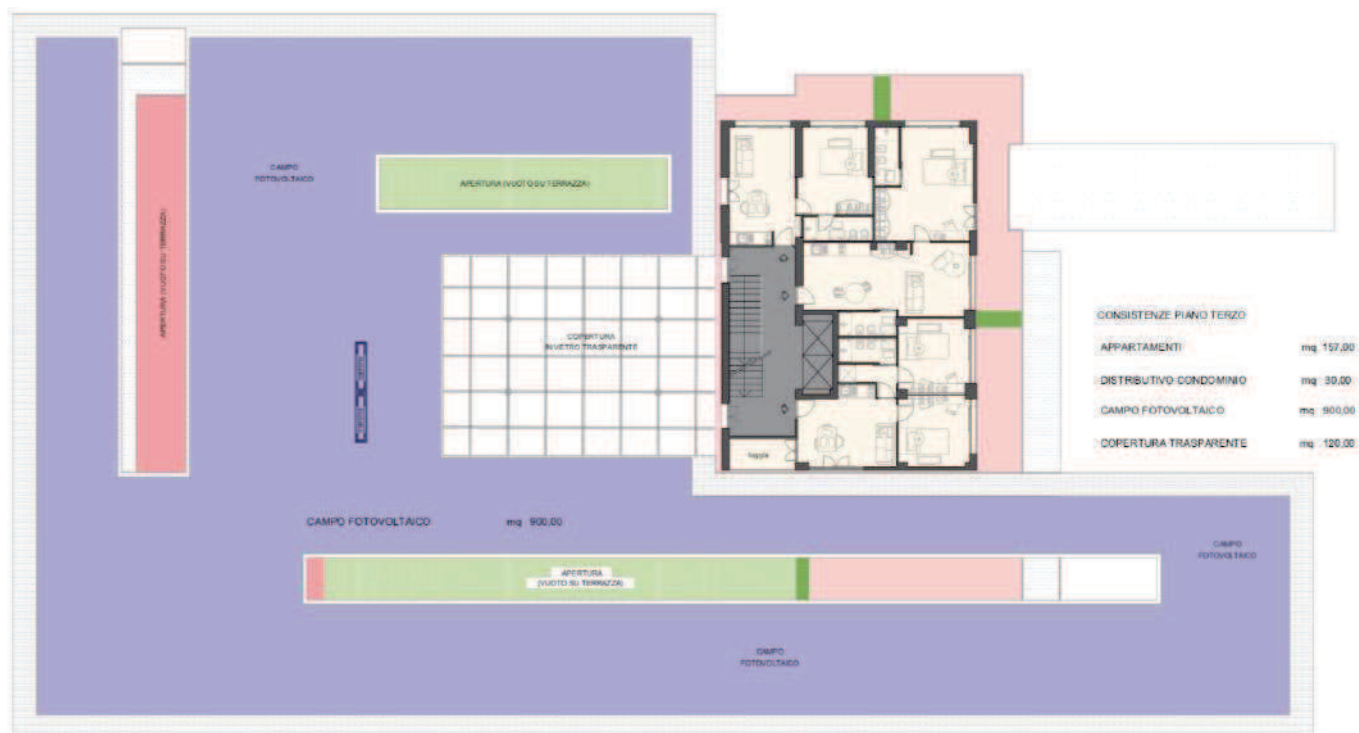 CAMPO
FOTOVOLTAICO
APERTURA (VUOTO SU TERRAZZA)
APERTURA (VUOTO SU TERRAZZA)
COPERTURA
IN VETRO TRASPARENTE
loggia
CONSISTENZE PIANO TERZO
APPARTAMENTI mq 157,00
DISTRIBUTIVO CONDOMINIO mq 30,00
CAMPO FOTOVOLTAICO mq 900,00
COPERTURA TRASPARENTE mq 120,00
CAMPO FOTOVOLTAICO mq 900,00
APERTURA
(VUOTO SU TERRAZZA)
CAMPO
FOTOVOLTAICO
CAMPO
FOTOVOLTAICO